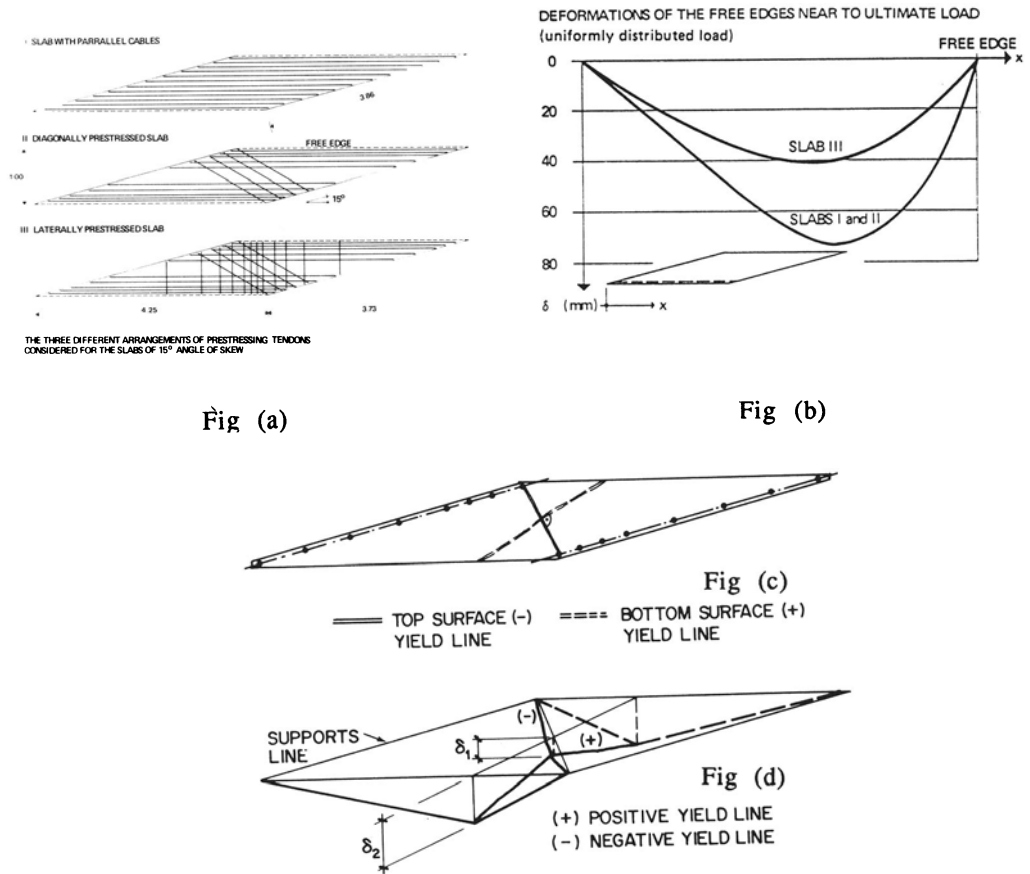 I SLAB WITH PARRALLEL CABLES
3.86
II DIAGONALLY PRESTRESSED SLAB
FREE EDGE
1·00
15°
III LATERALLY PRESTRESSED SLAB
4.25
3.73
THE THREE DIFFERENT ARRANGEMENTS OF PRESTRESSING TENDONS
CONSIDERED FOR THE SLABS OF 15° ANGLE OF SKEW
Fig (a)
DEFORMATIONS OF THE FREE EDGES NEAR TO ULTIMATE LOAD
(uniformly distributed load)
FREE EDGE
0
x
20
SLAB III
40
60
SLABS I and II
80
δ (mm)
x
Fig (b)
Fig (c)
TOP SURFACE (-)
YIELD LINE
BOTTOM SURFACE (+)
YIELD LINE
(-)
SUPPORTS
LINE
δ1
(+)
Fig (d)
δ2
(+) POSITIVE YIELD LINE
(-) NEGATIVE YIELD LINE